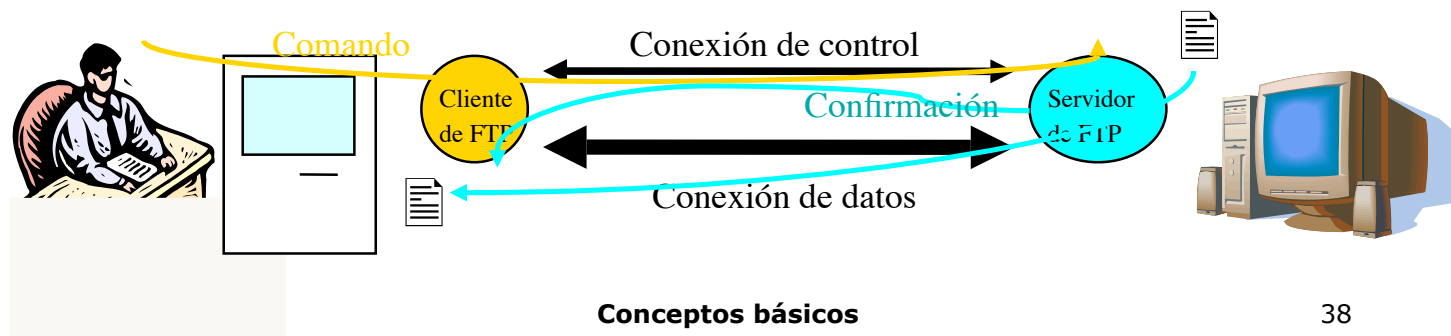 Comando
Conexión de control
Cliente
de FTP
Confirmación
Servidor
de FTP
Conexión de datos
Conceptos básicos
38